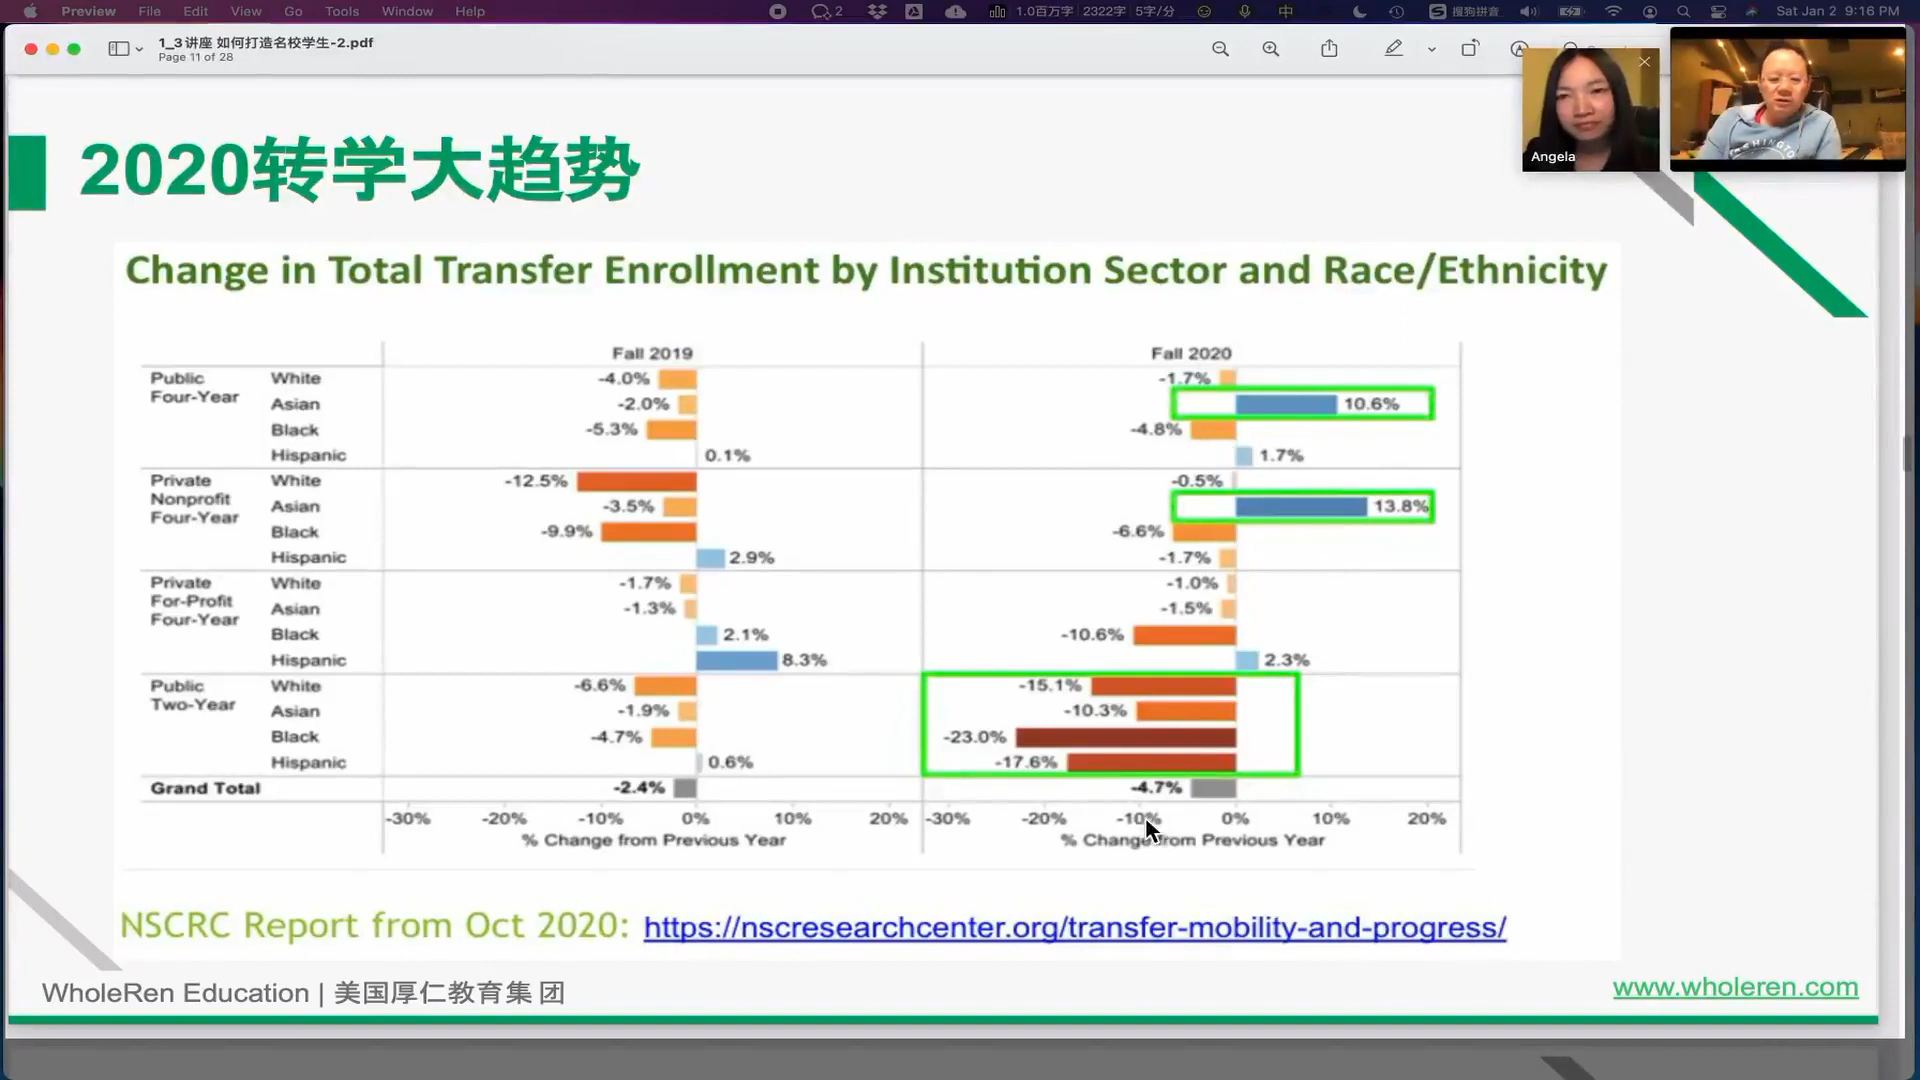 Preview File Edit View Go Tools Window Help 2 1.0百万字 2322字 5字/分 中 搜狗拼音 Sat Jan 2 9:16 PM
1_3讲座 如何打造名校学生-2.pdf
Page 11 of 28
Angela
WASHINGTO
2020转学大趋势
Change in Total Transfer Enrollment by Institution Sector and Race/Ethnicity
Fall 2019 Fall 2020
Public Four-Year White -4.0% -1.7%
Asian -2.0% 10.6%
Black -5.3% -4.8%
Hispanic 0.1% 1.7%
Private Nonprofit Four-Year White -12.5% -0.5%
Asian -3.5% 13.8%
Black -9.9% -6.6%
Hispanic 2.9% -1.7%
Private For-Profit Four-Year White -1.7% -1.0%
Asian -1.3% -1.5%
Black 2.1% -10.6%
Hispanic 8.3% 2.3%
Public Two-Year White -6.6% -15.1%
Asian -1.9% -10.3%
Black -4.7% -23.0%
Hispanic 0.6% -17.6%
Grand Total -2.4% -4.7%
-30% -20% -10% 0% 10% 20% -30% -20% -10% 0% 10% 20%
% Change from Previous Year % Change from Previous Year
NSCRC Report from Oct 2020: https://nscresearchcenter.org/transfer-mobility-and-progress/
WholeRen Education | 美国厚仁教育集 团
www.wholeren.com